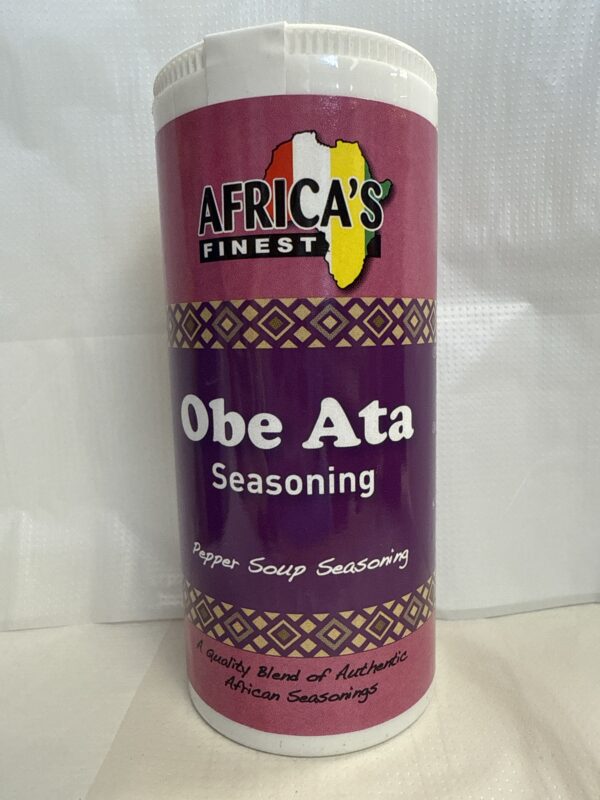 AFRICA'S
FINEST
Obe Ata
Seasoning
Pepper Soup Seasoning
A Quality Blend of Authentic
African Seasonings